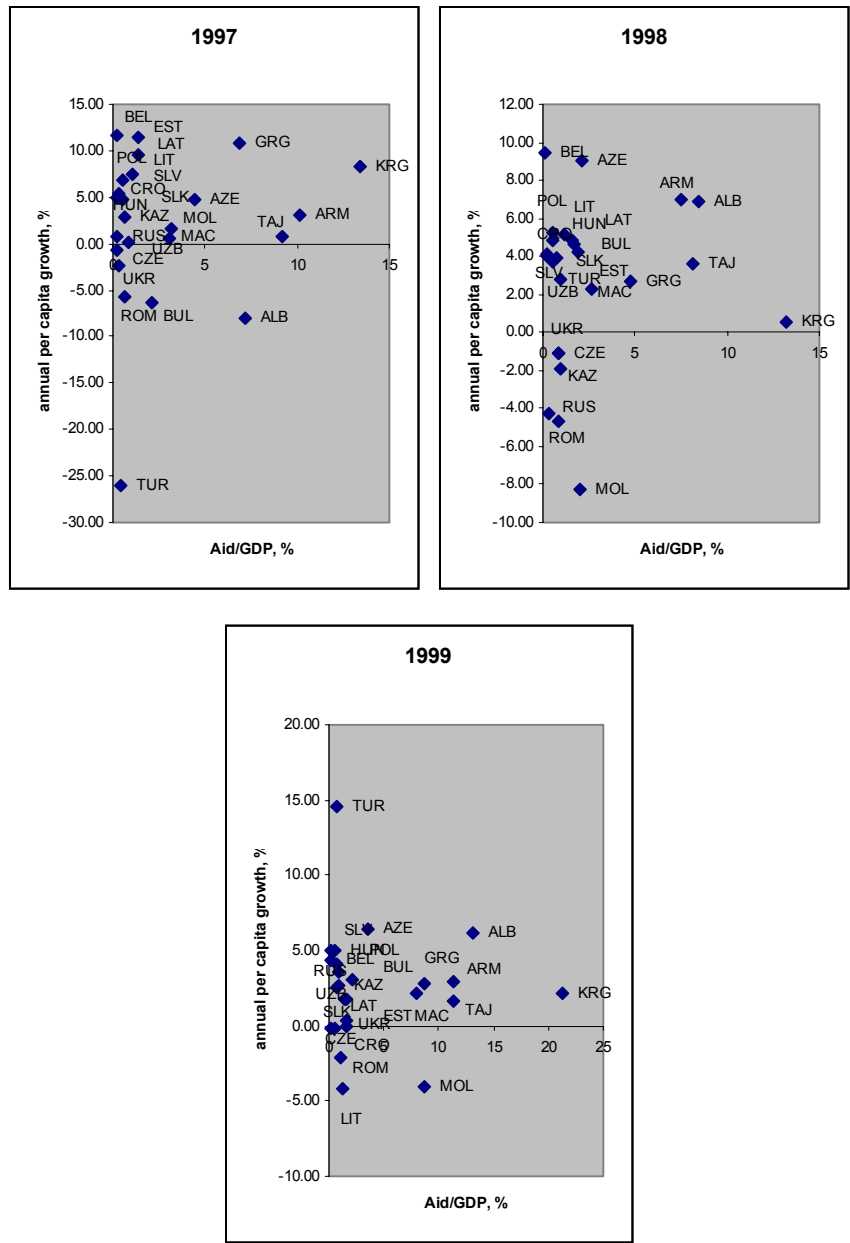 1997
15.00
10.00
5.00
0.00
-5.00
-10.00
-15.00
-20.00
-25.00
-30.00
0
5
10
15
BEL
EST
LAT
GRG
KRG
POL
LIT
SLV
CRO
SLK
AZE
HUN
KAZ
MOL
TAJ
ARM
RUS
MAC
UZB
CZE
UKR
ROM
BUL
ALB
TUR
annual per capita growth, %
Aid/GDP, %
1998
12.00
10.00
8.00
6.00
4.00
2.00
0.00
-2.00
-4.00
-6.00
-8.00
-10.00
0
5
10
15
BEL
AZE
ARM
ALB
POL
LIT
LAT
HUN
CRO
BUL
SLK
TAJ
SLV
TUR
EST
GRG
UZB
MAC
KRG
UKR
CZE
KAZ
RUS
ROM
MOL
annual per capita growth, %
Aid/GDP, %
1999
20.00
15.00
10.00
5.00
0.00
-5.00
-10.00
0
5
10
15
20
25
TUR
SLV
AZE
ALB
HUN
POL
BEL
BUL
GRG
ARM
RUS
KAZ
UZB
KRG
LAT
TAJ
SLK
EST
MAC
UKR
CZE
CRO
ROM
MOL
LIT
annual per capita growth, %
Aid/GDP, %